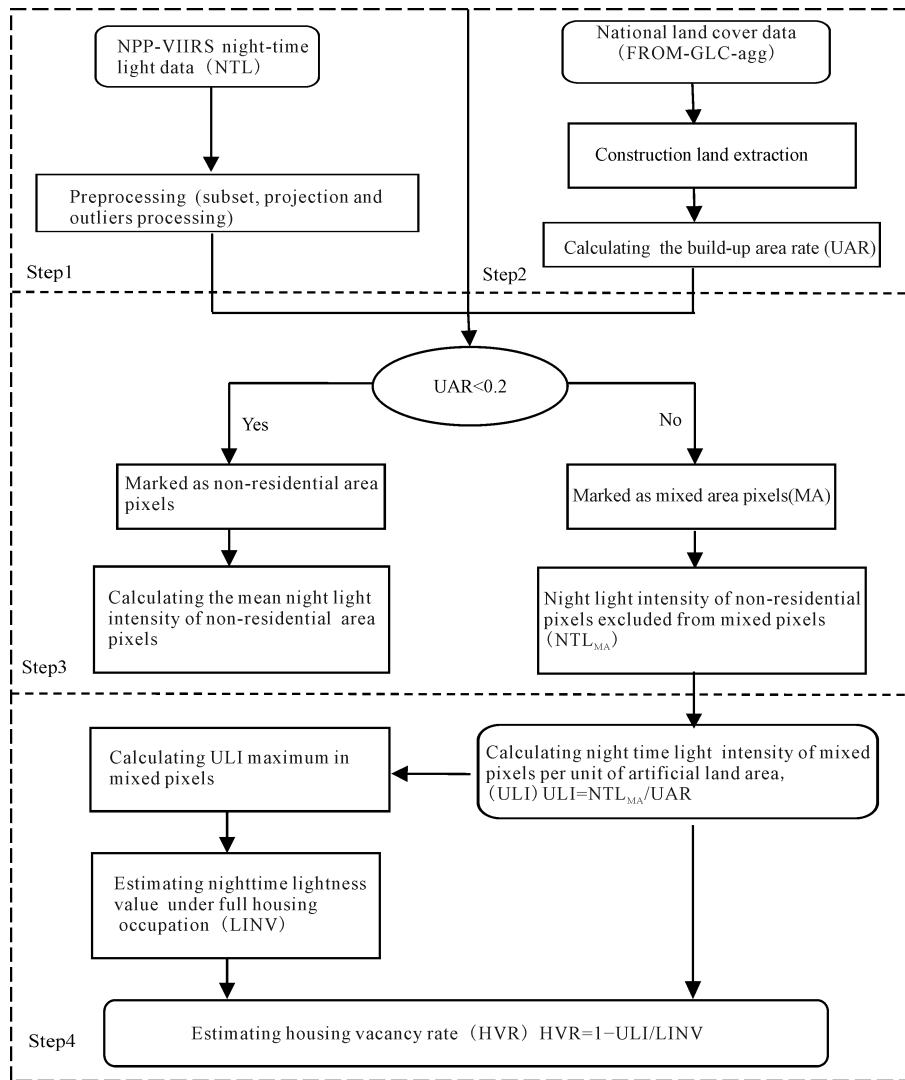 NPP-VIIRS night-time
light data（NTL）
National land cover data
（FROM-GLC-agg）
Construction land extraction
Preprocessing (subset, projection and
outliers processing)
Calculating the build-up area rate (UAR)
Step1
Step2
UAR<0.2
Yes
No
Marked as non-residential area
pixels
Marked as mixed area pixels(MA)
Calculating the mean night light
intensity of non-residential area
pixels
Night light intensity of non-residential
pixels excluded from mixed pixels
（NTLMA）
Step3
Calculating ULI maximum in
mixed pixels
Calculating night time light intensity of mixed
pixels per unit of artificial land area,
（ULI）ULI=NTLMA/UAR
Estimating nighttime lightness
value under full housing
occupation（LINV）
Estimating housing vacancy rate（HVR）HVR=1−ULI/LINV
Step4